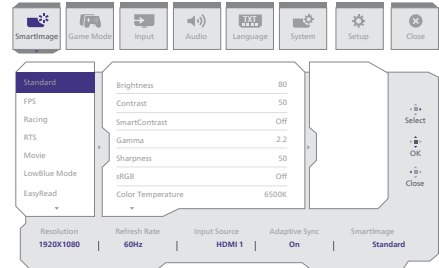 SmartImage
Game Mode
Input
Audio
TXT
Language
System
Setup
Close
Standard
FPS
Racing
RTS
Movie
LowBlue Mode
EasyRead
Brightness 80
Contrast 50
SmartContrast Off
Gamma 2.2
Sharpness 50
sRGB Off
Color Temperature 6500K
Select
OK
Close
Resolution Refresh Rate Input Source Adaptive Sync SmartImage
1920X1080 | 60Hz | HDMI 1 | On | Standard